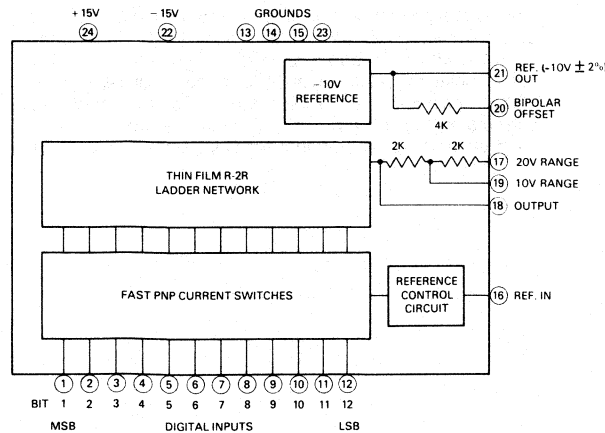 + 15V – 15V GROUNDS
24 22 13 14 15 23
– 10V
REFERENCE
21 REF. (-10V ± 2%)
OUT
20 BIPOLAR
OFFSET
4K
2K 2K
17 20V RANGE
19 10V RANGE
18 OUTPUT
THIN FILM R-2R
LADDER NETWORK
FAST PNP CURRENT SWITCHES
REFERENCE
CONTROL
CIRCUIT
16 REF. IN
1 2 3 4 5 6 7 8 9 10 11 12
BIT 1 2 3 4 5 6 7 8 9 10 11 12
MSB DIGITAL INPUTS LSB